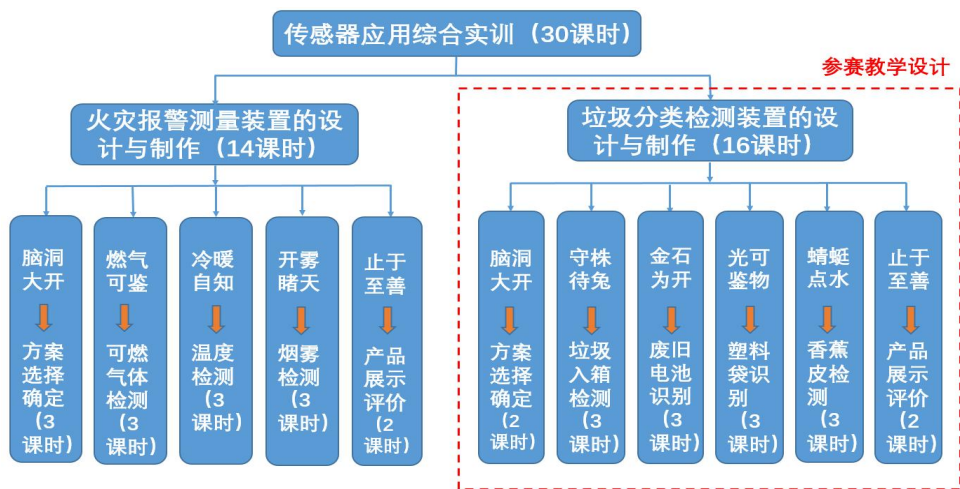 传感器应用综合实训（30课时）
参赛教学设计
火灾报警测量装置的设
计与制作（14课时）
垃圾分类检测装置的设
计与制作（16课时）
脑洞
大开
方案
选择
确定
(3
课时)
燃气
可鉴
可燃
气体
检测
(3
课时)
冷暖
自知
温度
检测
(3
课时)
开雾
睹天
烟雾
检测
(3
课时)
止于
至善
产品
展示
评价
(2
课时)
脑洞
大开
方案
选择
确定
(2
课时)
守株
待兔
垃圾
入箱
检测
(3
课时)
金石
为开
废旧
电池
识别
(3
课时)
光可
鉴物
塑料
袋识
别
(3
课时)
蜻蜓
点水
香蕉
皮检
测
(3
课时)
止于
至善
产品
展示
评价
(2
课时)